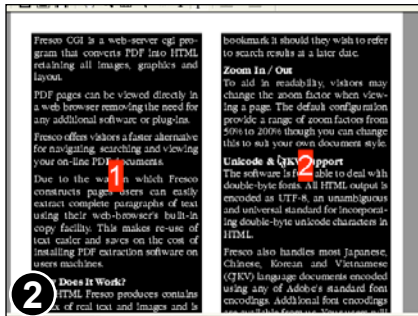 Fresco CGI is a web-server cgi pro-
gram that converts PDF into HTML
retaining all images, graphics and
layout.
PDF pages can be viewed directly in
a web browser removing the need for
any additional software or plug-ins.
Fresco offers visitors a faster alternative
for navigating, searching and viewing
your on-line PDF documents.
1
Due to the way in which Fresco
constructs pages users can easily
extract complete paragraphs of text
using their web-browser's built-in
copy facility. This makes re-use of
text easier and saves on the cost of
installing PDF extraction software on
users machines.
Does It Work?
HTML Fresco produces contains
of real text and images and is
2
bookmark it should they wish to refer
to search results at a later date.
Zoom In / Out
To aid in readability, visitors may
change the zoom factor when view-
ing a page. The default configuration
provide a range of zoom factors from
50% to 200% though you can change
this to suit your own document style.
Unikode & (JKV) Support
2
The software is able to deal with
double-byte fonts. All HTML output is
encoded as UTF-8, an unambiguous
and universal standard for incorporat-
ing double-byte unikode characters in
HTML.
Fresco also handles most Japanese,
Chinese, Korean and Vietnamese
(CJKV) language documents encoded
using any of Adobe's standard font
encodings. Additional font encodings